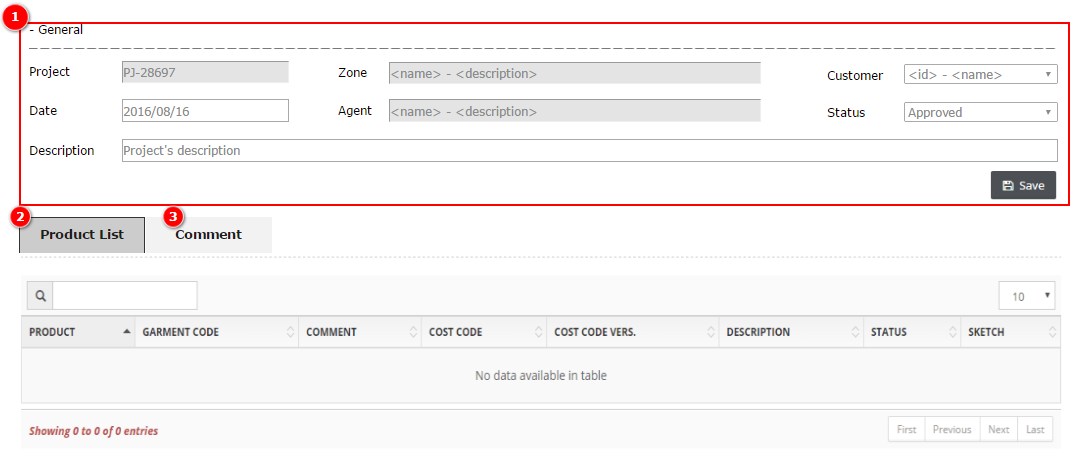 1
- General
Project PJ-28697 Zone <name> - <description> Customer <id> - <name>
Date 2016/08/16 Agent <name> - <description> Status Approved
Description Project's description
Save
2 3
Product List Comment
10
PRODUCT GARMENT CODE COMMENT COST CODE COST CODE VERS. DESCRIPTION STATUS SKETCH
No data available in table
Showing 0 to 0 of 0 entries First Previous Next Last